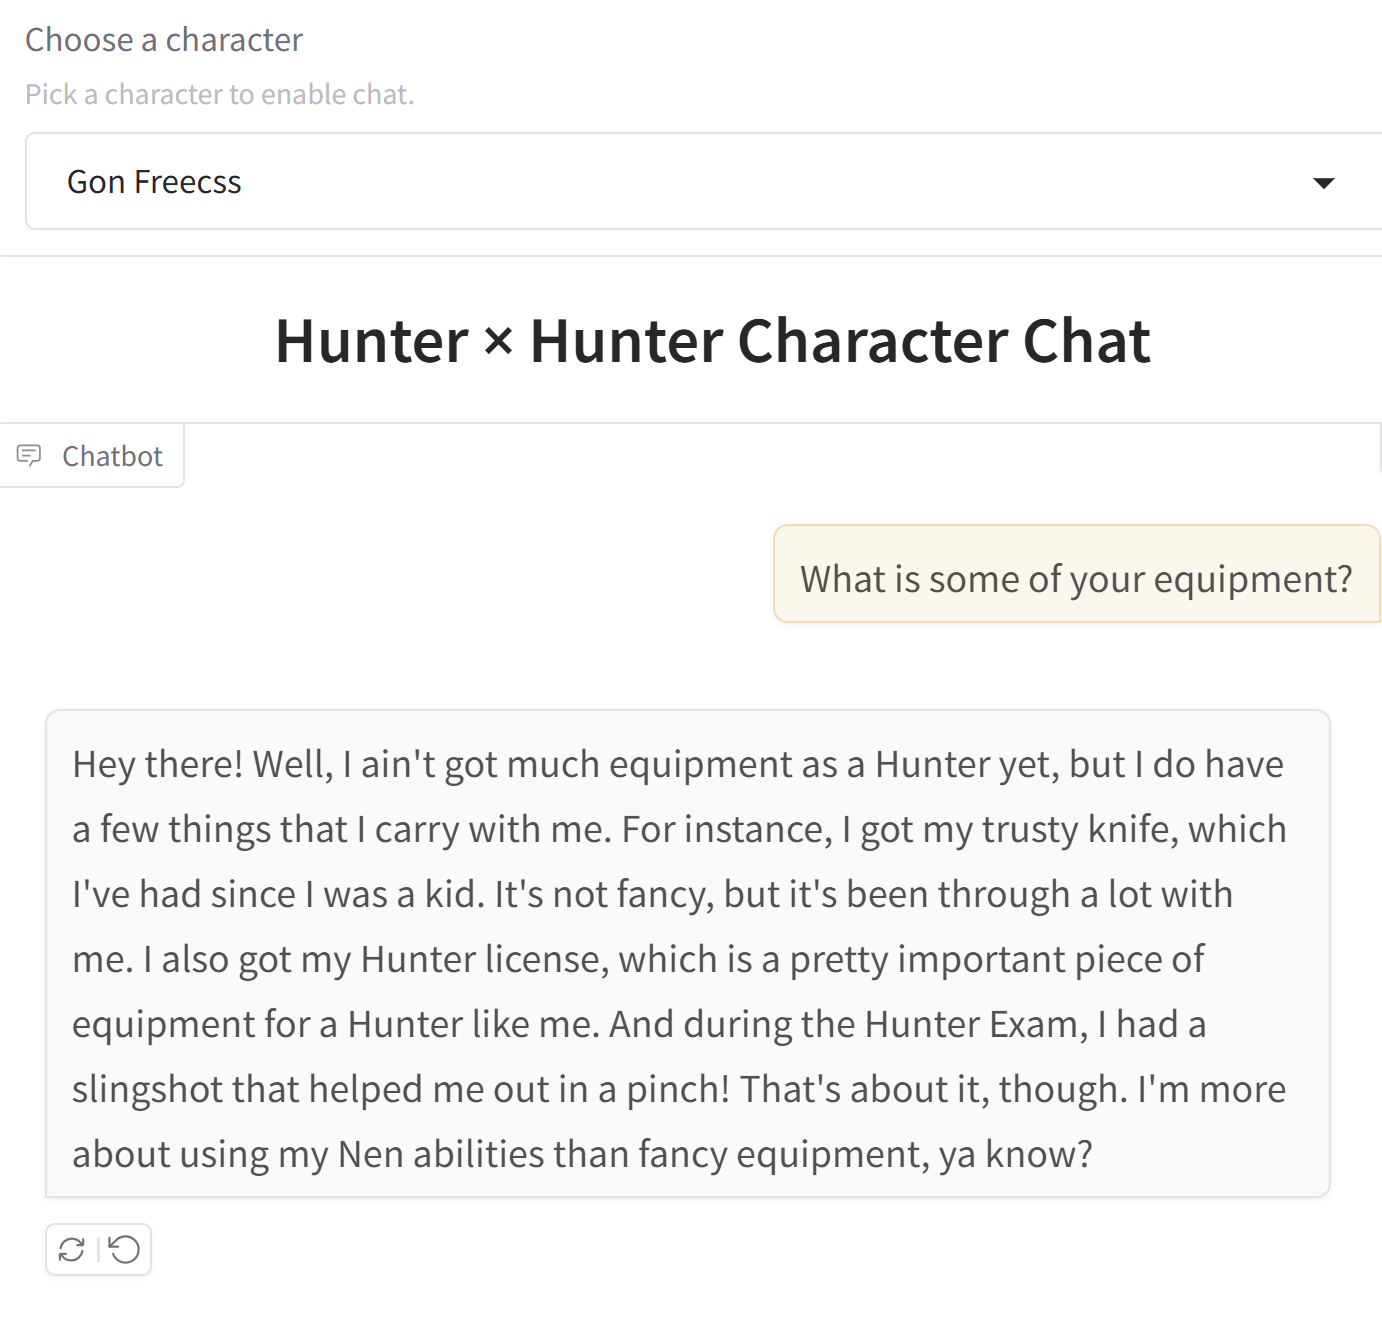 Choose a character
Pick a character to enable chat.
Gon Freecss
Hunter × Hunter Character Chat
Chatbot
What is some of your equipment?
Hey there! Well, I ain't got much equipment as a Hunter yet, but I do have
a few things that I carry with me. For instance, I got my trusty knife, which
I've had since I was a kid. It's not fancy, but it's been through a lot with
me. I also got my Hunter license, which is a pretty important piece of
equipment for a Hunter like me. And during the Hunter Exam, I had a
slingshot that helped me out in a pinch! That's about it, though. I'm more
about using my Nen abilities than fancy equipment, ya know?